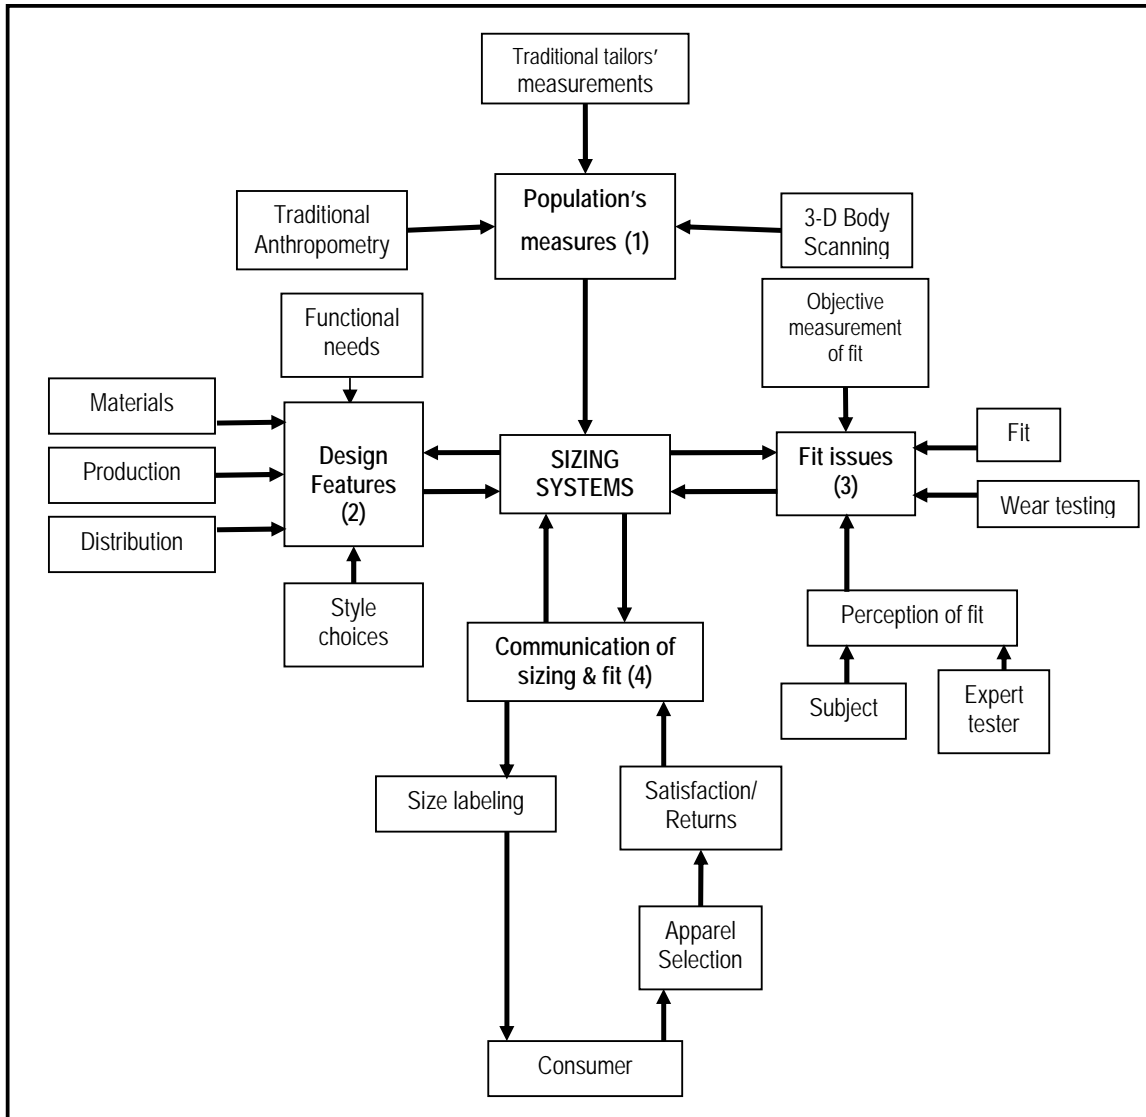 Traditional tailors'
measurements
Population's
measures (1)
Traditional
Anthropometry
3-D Body
Scanning
Functional
needs
Objective
measurement
of fit
Materials
Production
Distribution
Design
Features
(2)
SIZING
SYSTEMS
Fit issues
(3)
Fit
Wear testing
Style
choices
Perception of fit
Communication of
sizing & fit (4)
Subject
Expert
tester
Size labeling
Satisfaction/
Returns
Apparel
Selection
Consumer